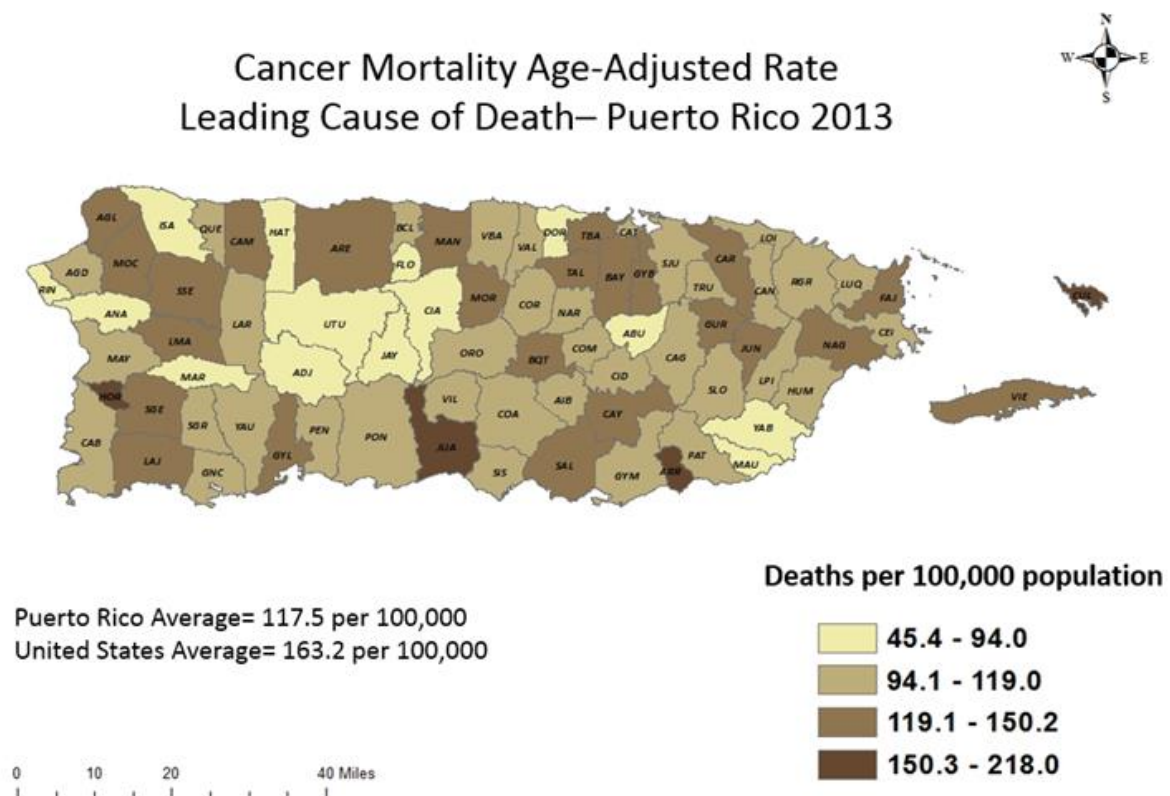 N
W E
S
Cancer Mortality Age-Adjusted Rate
Leading Cause of Death– Puerto Rico 2013
AGL
ISA
QUE
CAM
HAT
ARE
BCL
MAN
VBA
VAL
DOR
TBA
CAT
LOI
AGD
MOC
FLO
TAL
BAY
GYB
SJU
CAR
RIN
SSE
CIA
MOR
COR
NAR
TRU
CAN
RGR
LUQ
FAJ
CUL
ANA
LAR
UTU
ABU
GUR
CEI
LMA
JAY
ORO
BQT
COM
CAG
JUN
NAG
MAY
MAR
ADJ
CID
SLO
LPI
HUM
HOR
SGE
VIL
COA
AIB
CAY
VIE
CAB
SGR
YAU
PEN
PON
YAB
LAJ
GNC
GYL
JUA
SIS
SAL
GYM
ARR
PAT
MAU
Deaths per 100,000 population
Puerto Rico Average= 117.5 per 100,000
United States Average= 163.2 per 100,000
45.4 - 94.0
94.1 - 119.0
119.1 - 150.2
150.3 - 218.0
0 10 20 40 Miles